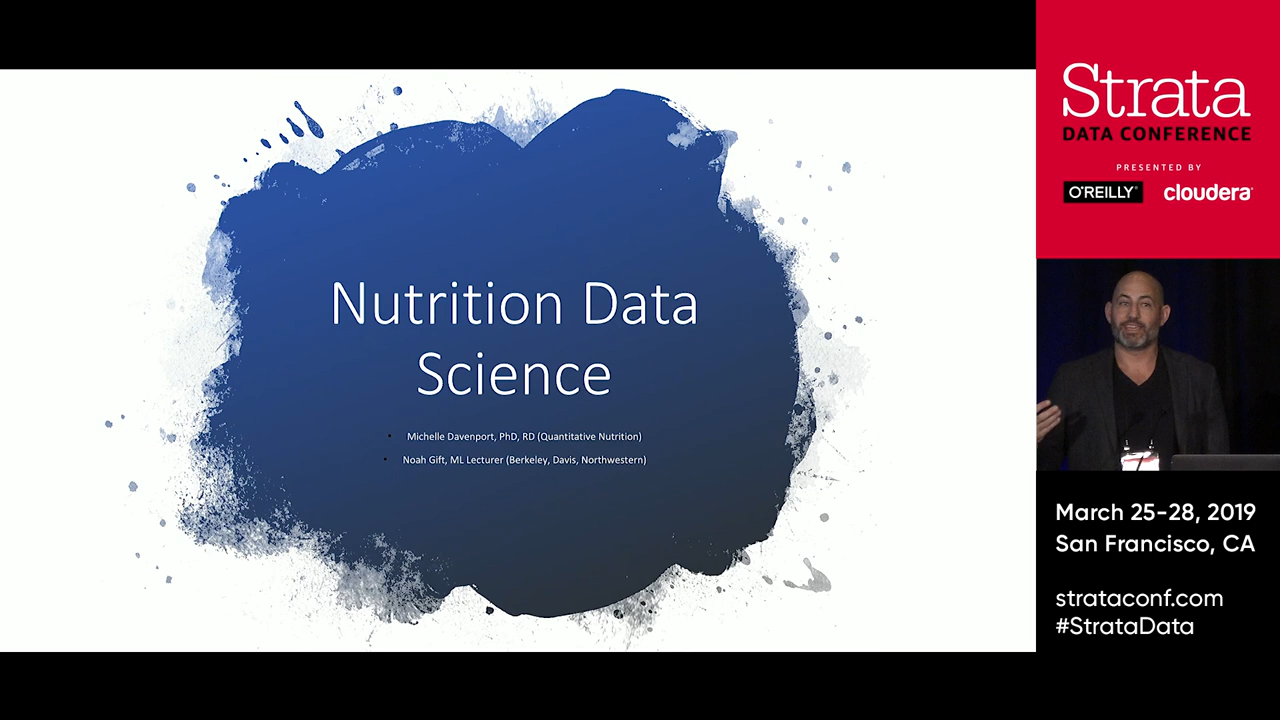 Nutrition Data
Science
• Michelle Davenport, PhD, RD (Quantitative Nutrition)
• Noah Gift, ML Lecturer (Berkeley, Davis, Northwestern)
Strata
DATA CONFERENCE
PRESENTED BY
O'REILLY® cloudera®
March 25-28, 2019
San Francisco, CA
strataconf.com
#StrataData